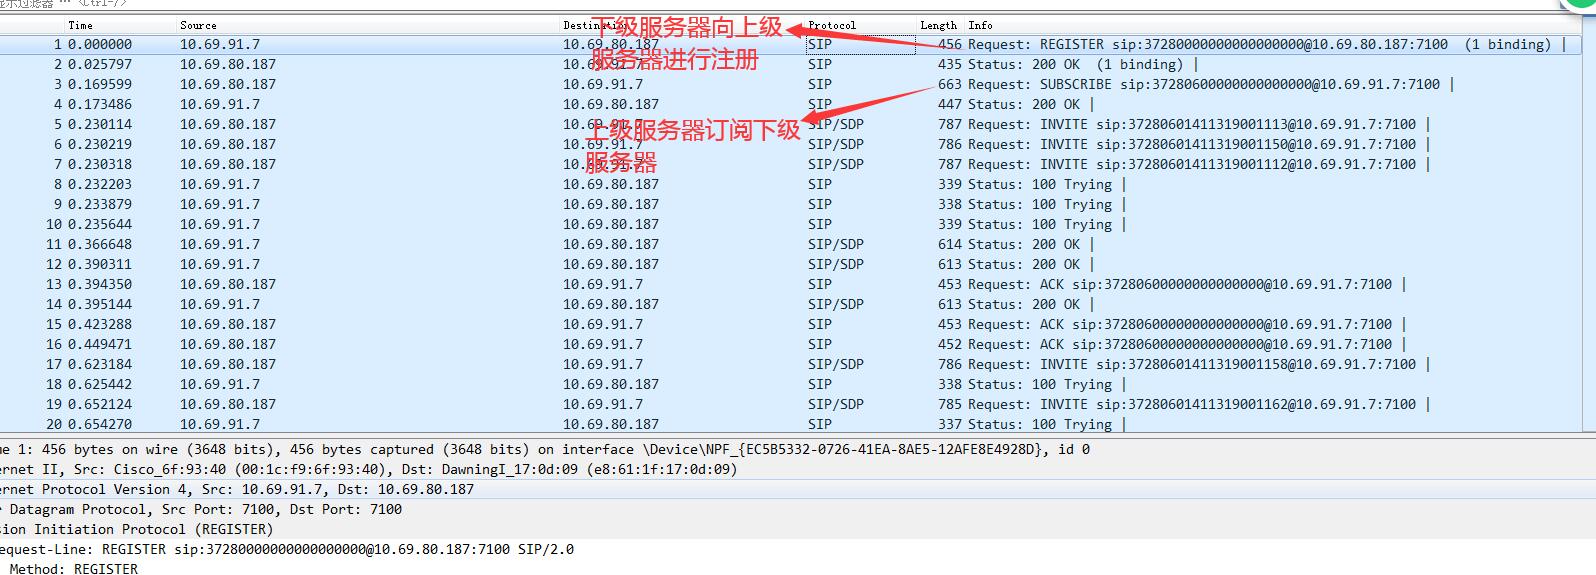 显示过滤器 … <Ctrl-/>
Time Source Destination Protocol Length Info
下级服务器向上级
服务器进行注册
1 0.000000 10.69.91.7 10.69.80.187 SIP 456 Request: REGISTER sip:37280000000000000000@10.69.80.187:7100 (1 binding) |
2 0.025797 10.69.80.187 10.69.91.7 SIP 435 Status: 200 OK (1 binding) |
3 0.169599 10.69.80.187 10.69.91.7 SIP 663 Request: SUBSCRIBE sip:37280600000000000000@10.69.91.7:7100 |
4 0.173486 10.69.91.7 10.69.80.187 SIP 447 Status: 200 OK |
上级服务器订阅下级
服务器
5 0.230114 10.69.80.187 10.69.91.7 SIP/SDP 787 Request: INVITE sip:37280601411319001113@10.69.91.7:7100 |
6 0.230219 10.69.80.187 10.69.91.7 SIP/SDP 786 Request: INVITE sip:37280601411319001150@10.69.91.7:7100 |
7 0.230318 10.69.80.187 10.69.91.7 SIP/SDP 787 Request: INVITE sip:37280601411319001112@10.69.91.7:7100 |
8 0.232203 10.69.91.7 10.69.80.187 SIP 339 Status: 100 Trying |
9 0.233879 10.69.91.7 10.69.80.187 SIP 338 Status: 100 Trying |
10 0.235644 10.69.91.7 10.69.80.187 SIP 339 Status: 100 Trying |
11 0.366648 10.69.91.7 10.69.80.187 SIP/SDP 614 Status: 200 OK |
12 0.390311 10.69.91.7 10.69.80.187 SIP/SDP 613 Status: 200 OK |
13 0.394350 10.69.80.187 10.69.91.7 SIP 453 Request: ACK sip:37280600000000000000@10.69.91.7:7100 |
14 0.395144 10.69.91.7 10.69.80.187 SIP/SDP 613 Status: 200 OK |
15 0.423288 10.69.80.187 10.69.91.7 SIP 453 Request: ACK sip:37280600000000000000@10.69.91.7:7100 |
16 0.449471 10.69.80.187 10.69.91.7 SIP 452 Request: ACK sip:37280600000000000000@10.69.91.7:7100 |
17 0.623184 10.69.80.187 10.69.91.7 SIP/SDP 786 Request: INVITE sip:37280601411319001158@10.69.91.7:7100 |
18 0.625442 10.69.91.7 10.69.80.187 SIP 338 Status: 100 Trying |
19 0.652124 10.69.80.187 10.69.91.7 SIP/SDP 785 Request: INVITE sip:37280601411319001162@10.69.91.7:7100 |
20 0.654270 10.69.91.7 10.69.80.187 SIP 337 Status: 100 Trying |
me 1: 456 bytes on wire (3648 bits), 456 bytes captured (3648 bits) on interface \Device\NPF_{EC5B5332-0726-41EA-8AE5-12AFE8E4928D}, id 0
ernet II, Src: Cisco_6f:93:40 (00:1c:f9:6f:93:40), Dst: DawningI_17:0d:09 (e8:61:1f:17:0d:09)
ernet Protocol Version 4, Src: 10.69.91.7, Dst: 10.69.80.187
Datagram Protocol, Src Port: 7100, Dst Port: 7100
sion Initiation Protocol (REGISTER)
equest-Line: REGISTER sip:37280000000000000000@10.69.80.187:7100 SIP/2.0
Method: REGISTER